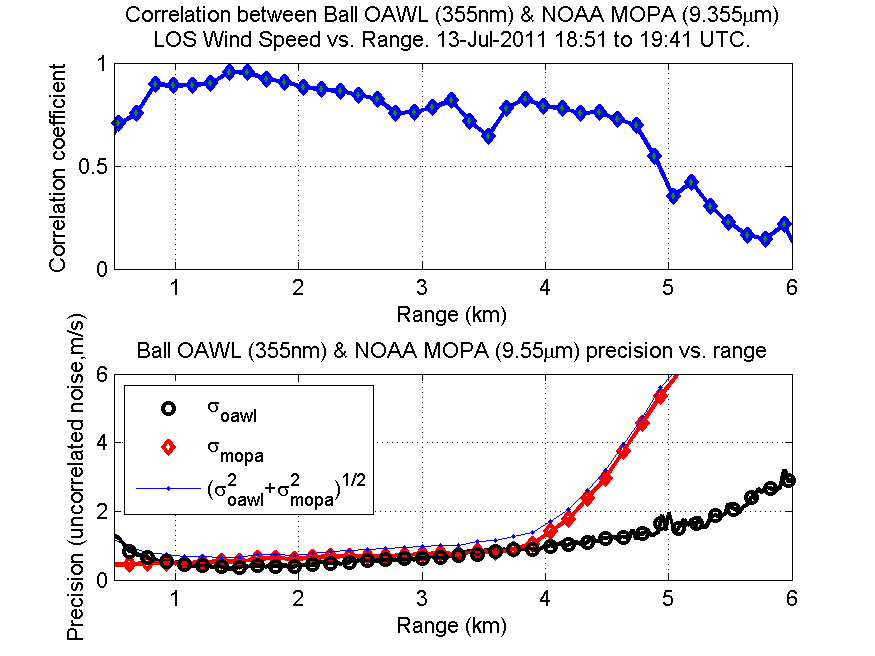 Correlation between Ball OAWL (355nm) & NOAA MOPA (9.355μm)
LOS Wind Speed vs. Range. 13-Jul-2011 18:51 to 19:41 UTC.
Correlation coefficient
1
0.5
0
1 2 3 4 5 6
Range (km)
Ball OAWL (355nm) & NOAA MOPA (9.55μm) precision vs. range
Precision (uncorrelated noise,m/s)
6
4
2
0
σoawl
σmopa
(σ²oawl+σ²mopa)1/2
1 2 3 4 5 6
Range (km)